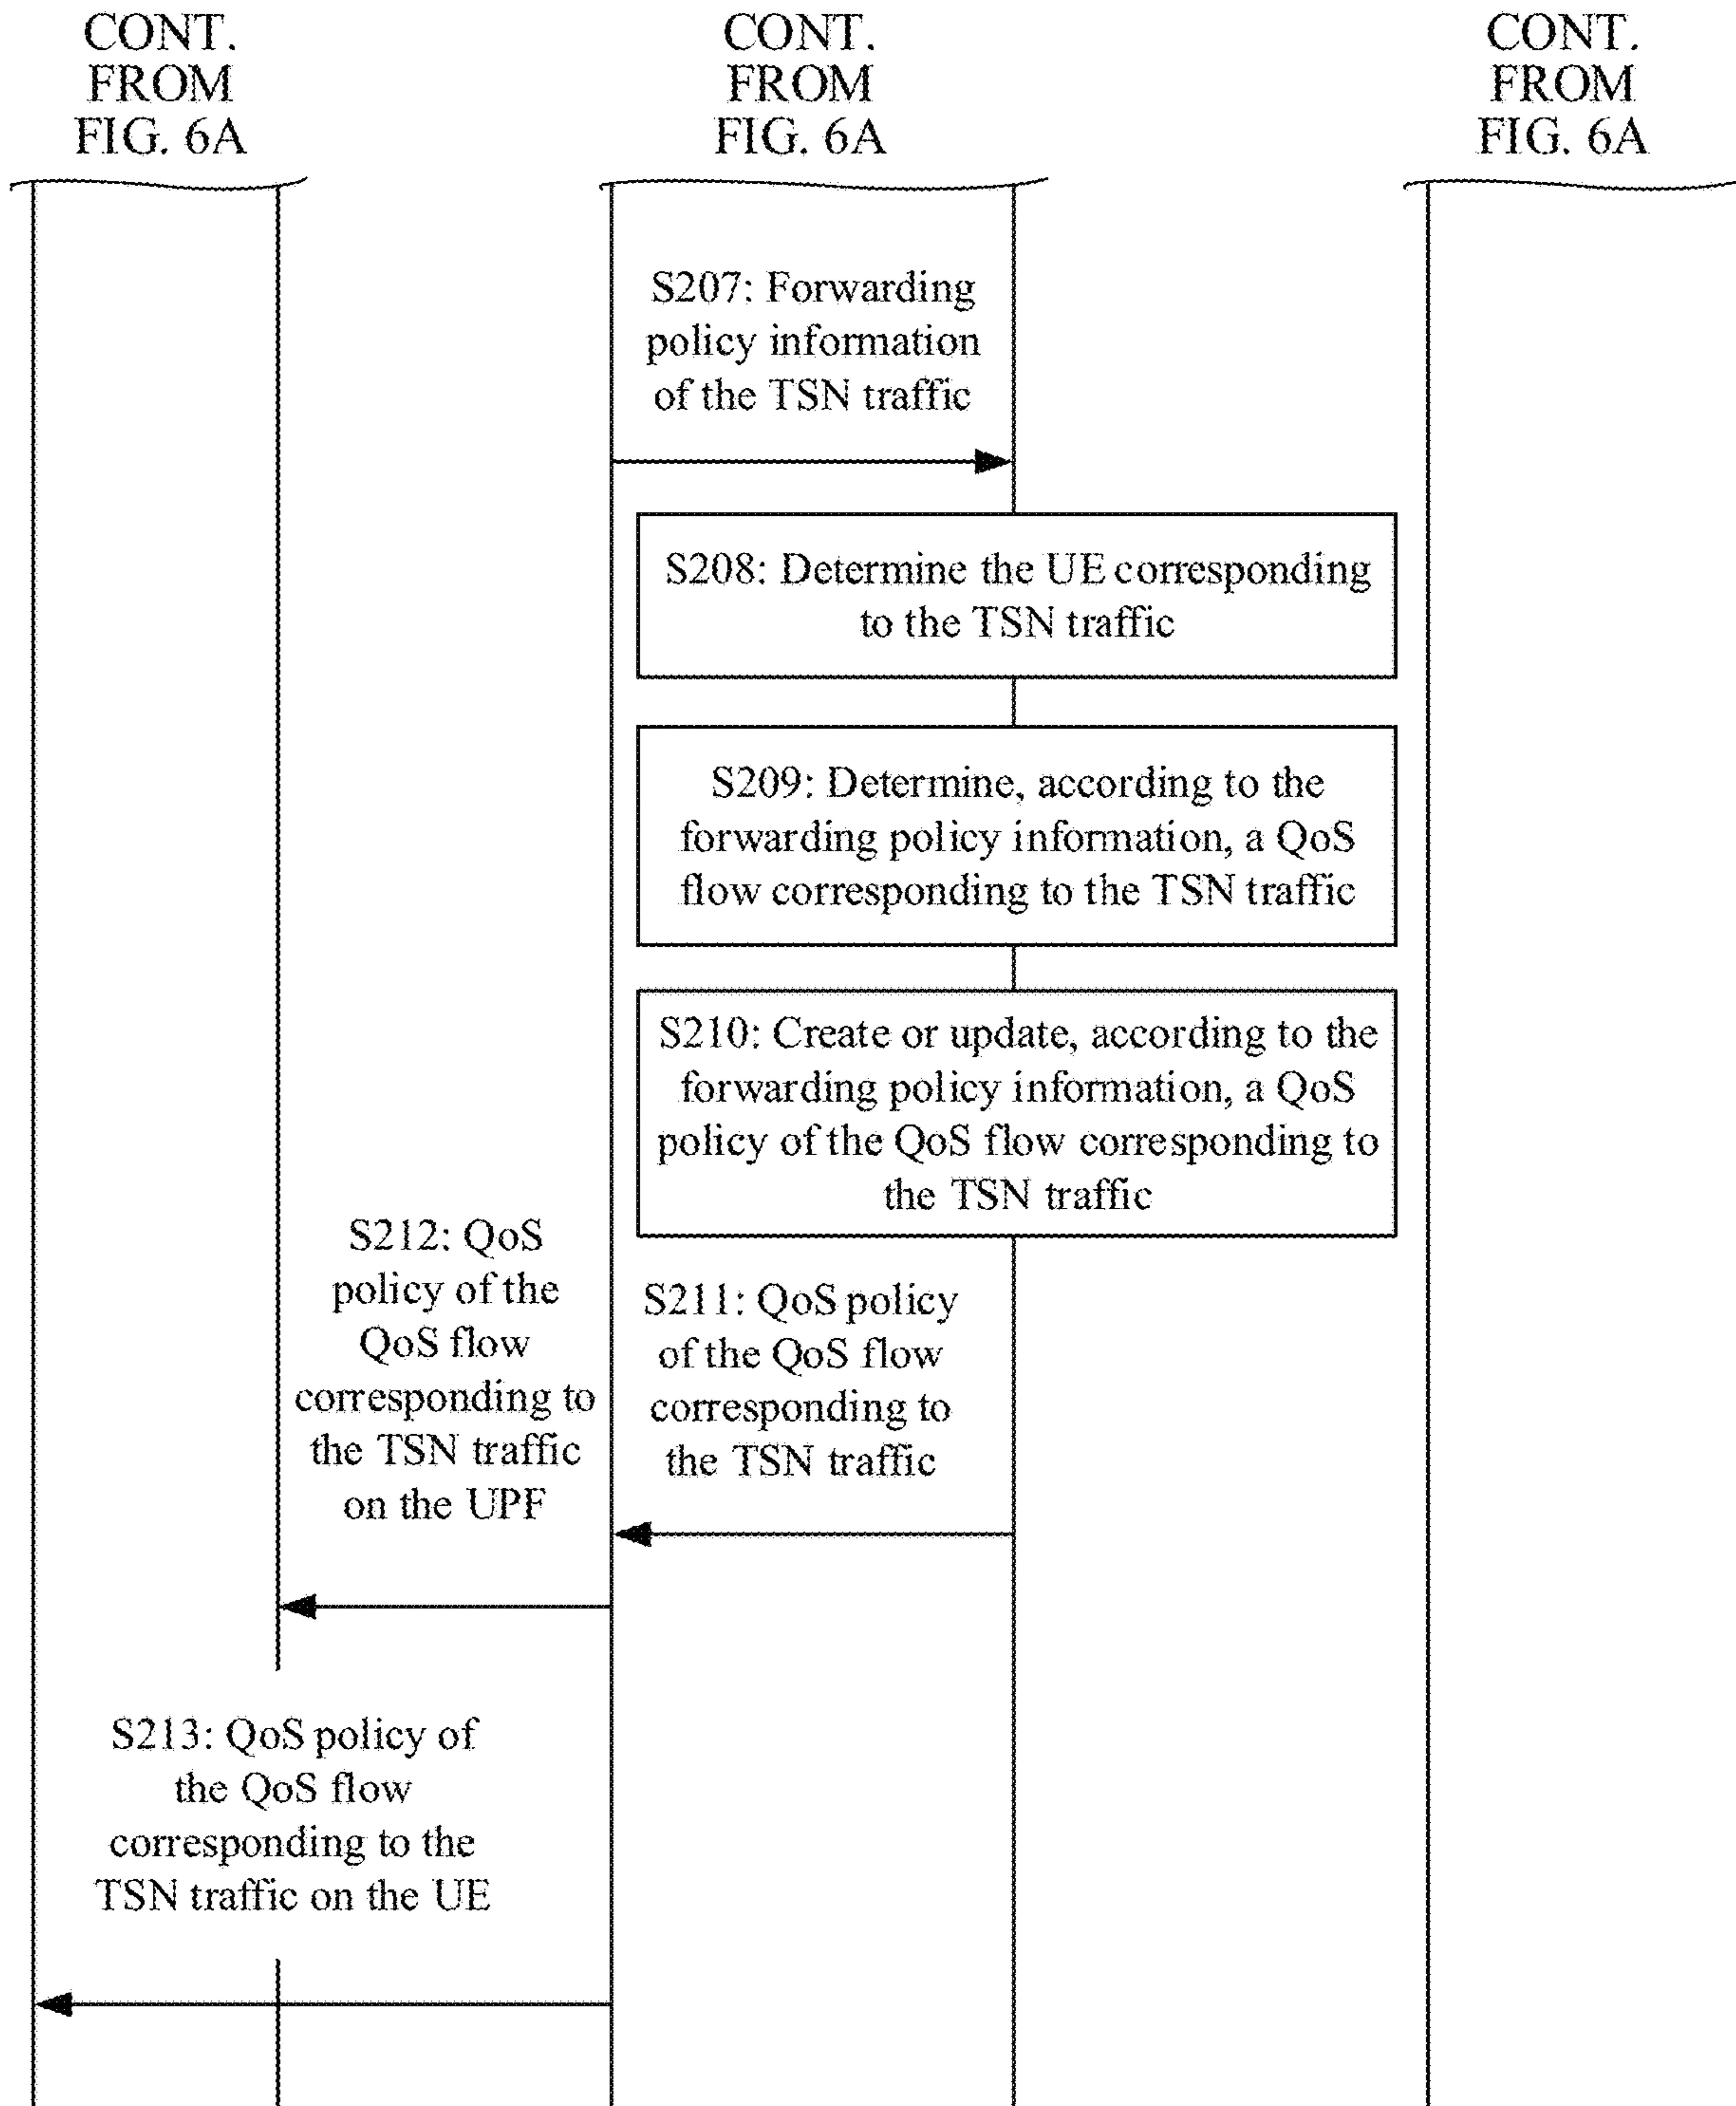 CONT.
FROM
FIG. 6A
CONT.
FROM
FIG. 6A
CONT.
FROM
FIG. 6A
S207: Forwarding
policy information
of the TSN traffic
S208: Determine the UE corresponding
to the TSN traffic
S209: Determine, according to the
forwarding policy information, a QoS
flow corresponding to the TSN traffic
S210: Create or update, according to the
forwarding policy information, a QoS
policy of the QoS flow corresponding to
the TSN traffic
S211: QoS policy
of the QoS flow
corresponding to
the TSN traffic
S212: QoS
policy of the
QoS flow
corresponding to
the TSN traffic
on the UPF
S213: QoS policy of
the QoS flow
corresponding to the
TSN traffic on the UE